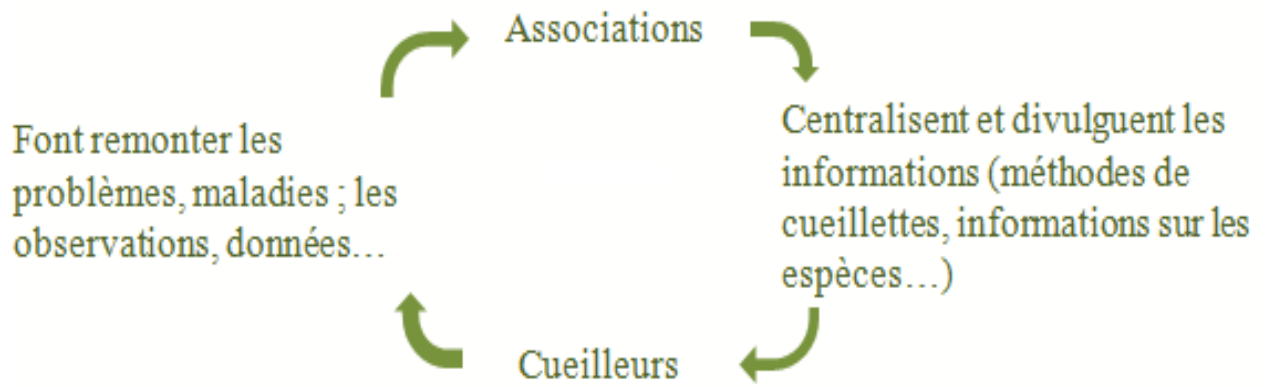 Associations
Centralisent et divulguent les
informations (méthodes de
cueillettes, informations sur les
espèces...)
Cueilleurs
Font remonter les
problèmes, maladies ; les
observations, données...